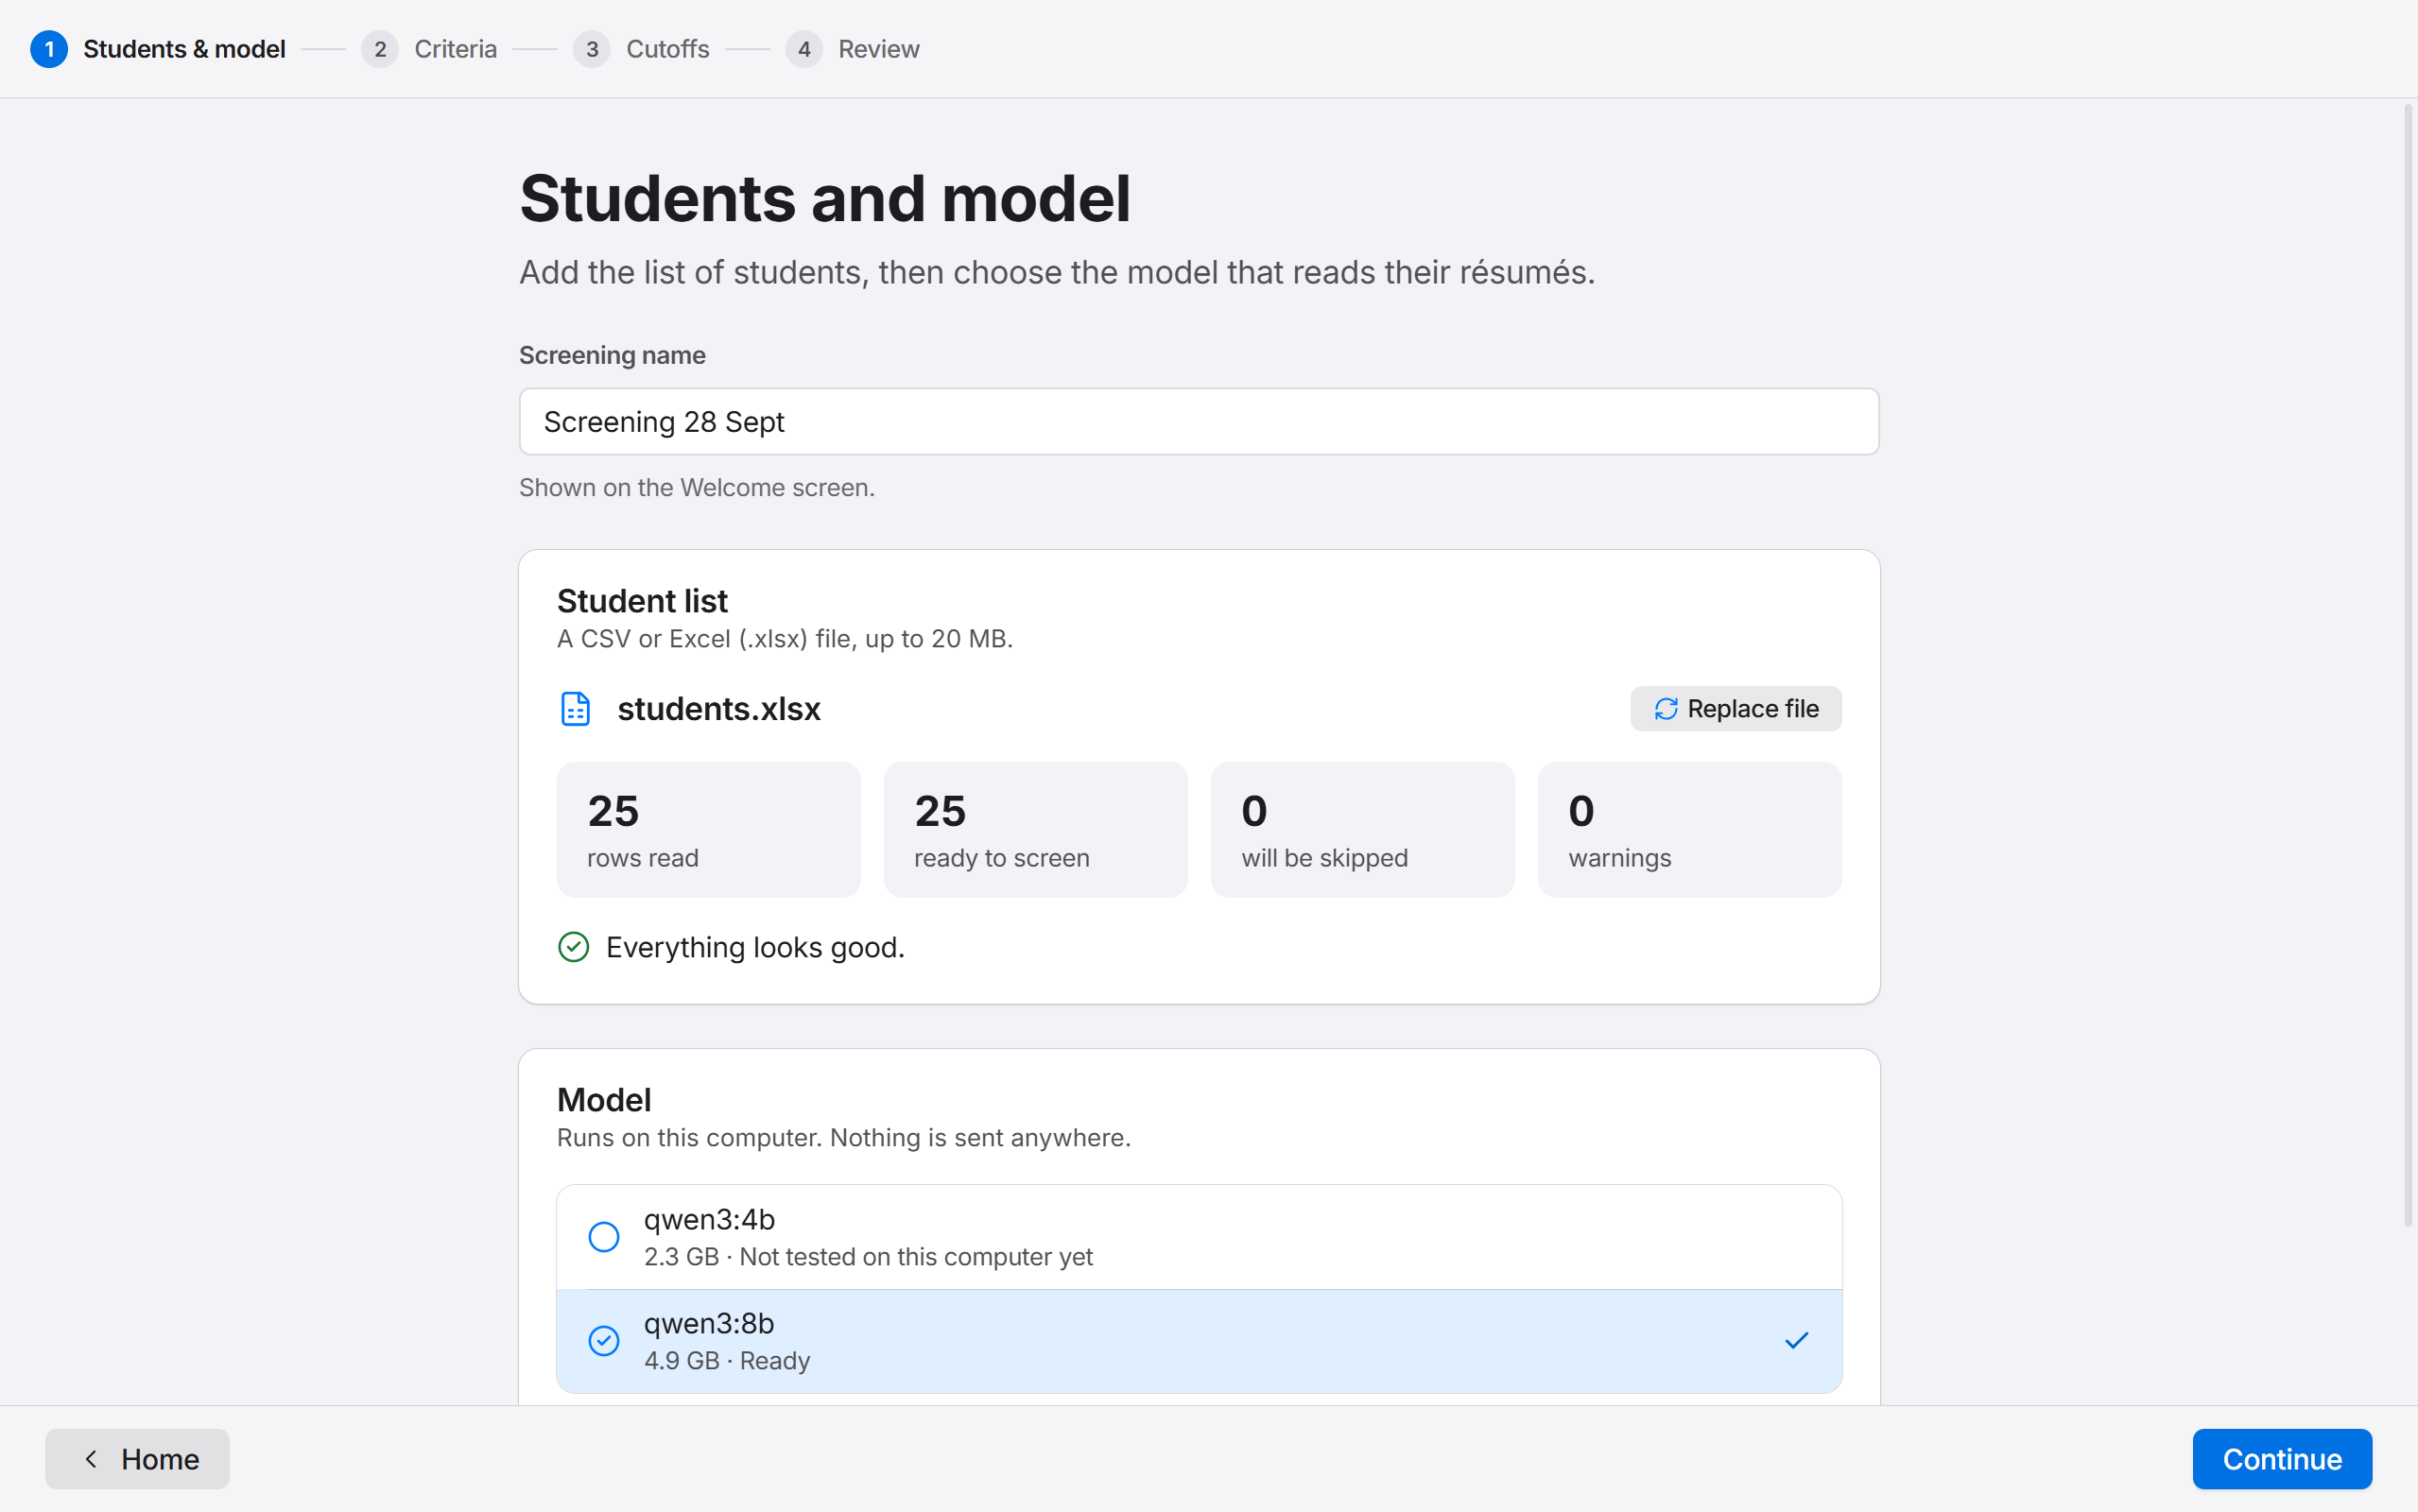 1 Students & model 2 Criteria 3 Cutoffs 4 Review
Students and model
Add the list of students, then choose the model that reads their résumés.
Screening name
Screening 28 Sept
Shown on the Welcome screen.
Student list
A CSV or Excel (.xlsx) file, up to 20 MB.
students.xlsx Replace file
25 25 0 0
rows read ready to screen will be skipped warnings
Everything looks good.
Model
Runs on this computer. Nothing is sent anywhere.
qwen3:4b
2.3 GB · Not tested on this computer yet
qwen3:8b
4.9 GB · Ready
Home Continue